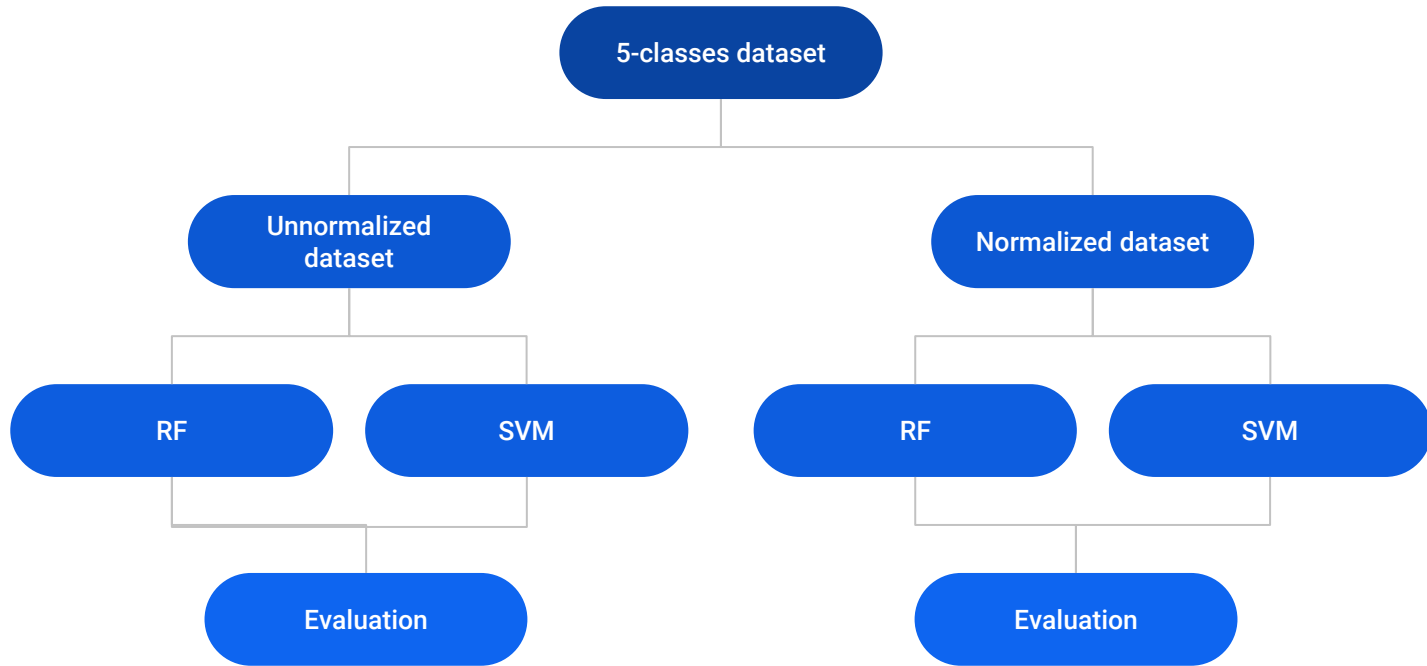 5-classes dataset
Unnormalized
dataset
Normalized dataset
RF
SVM
RF
SVM
Evaluation
Evaluation